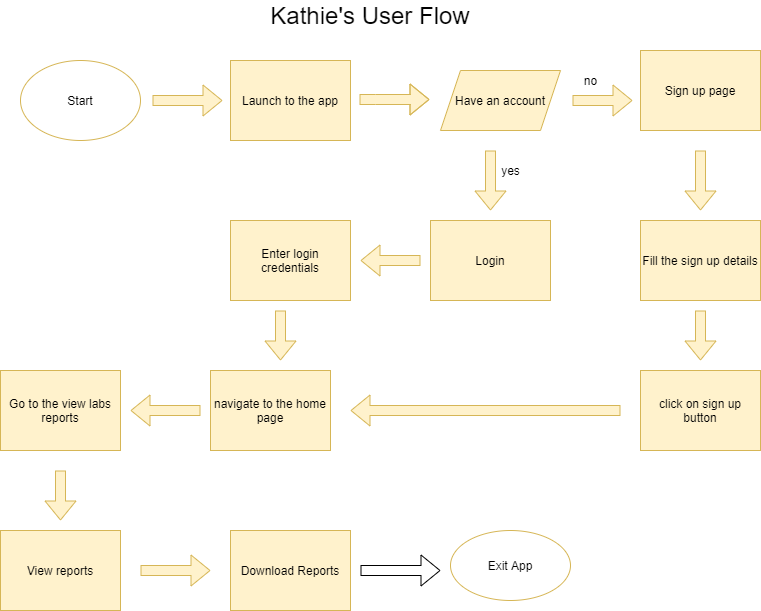 Kathie's User Flow
Start
Launch to the app
Have an account
no
Sign up page
yes
Enter login
credentials
Login
Fill the sign up details
Go to the view labs
reports
navigate to the home
page
click on sign up
button
View reports
Download Reports
Exit App